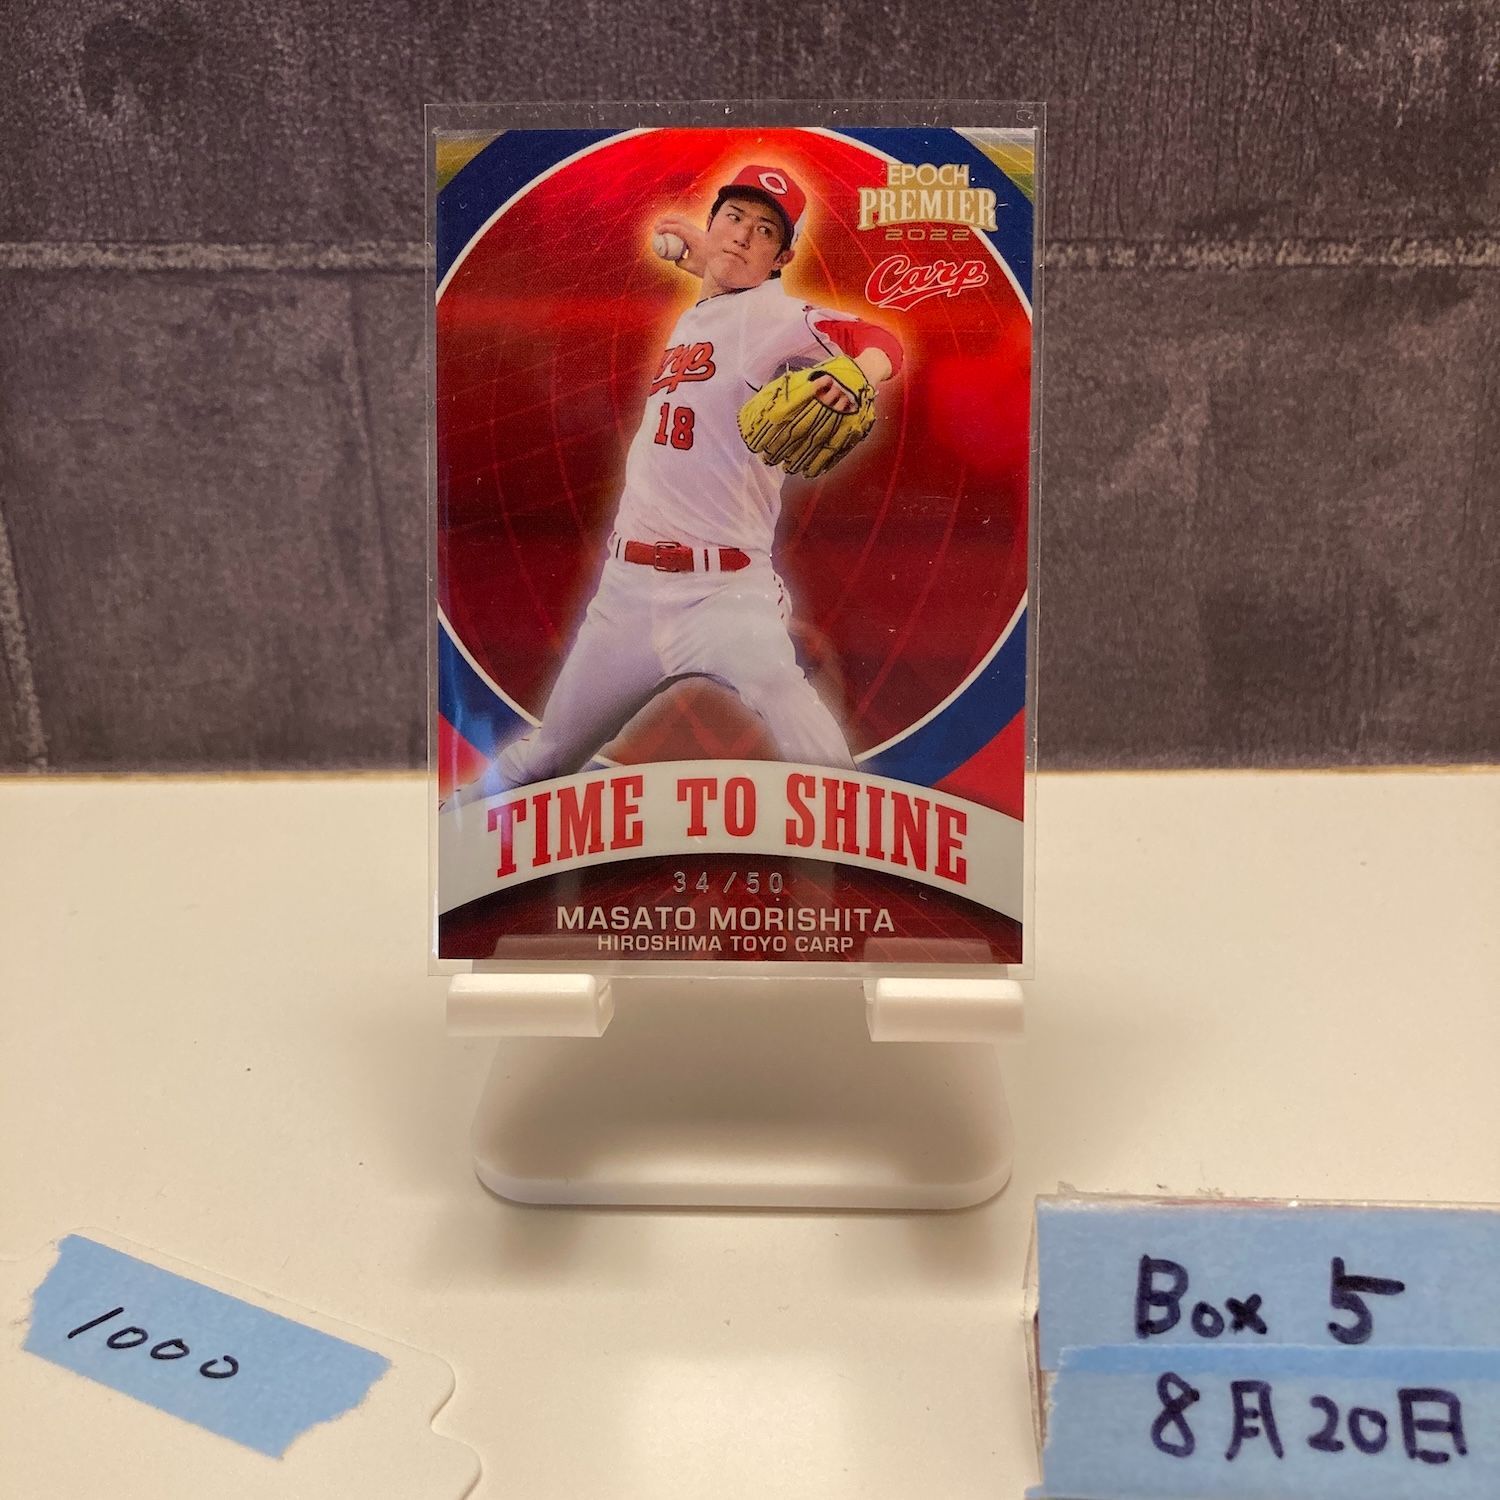 EPOCH
PREMIER
2022
Carp
C
arp
18
TIME TO SHINE
34/50
MASATO MORISHITA
HIROSHIMA TOYO CARP
1000
Box 5
8月20日